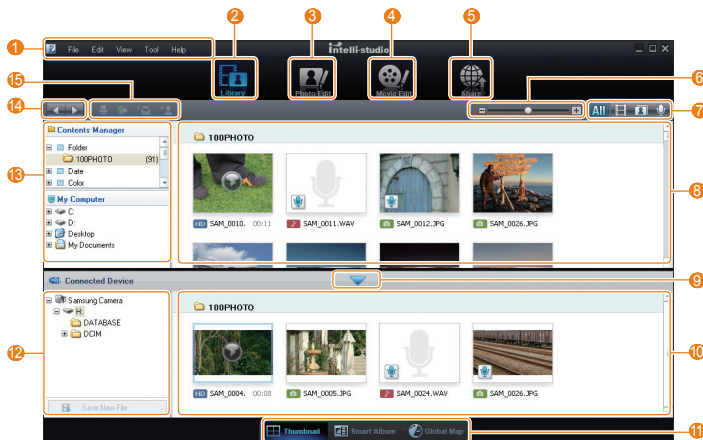 2 3 4 5
1 File Edit View Tool Help intelli-studio
15 Library Photo Edit Movie Edit Share 6
14 All 7
Contents Manager
100PHOTO
Folder
100PHOTO (91)
Date
13 Color 8
My Computer
C:
D:
Desktop
My Documents
HD SAM_0010. 00:11 SAM_0011.WAV SAM_0012.JPG SAM_0026.JPG
Connected Device 9
Samsung Camera
H:
DATABASE
DCIM
100PHOTO
12 10
HD SAM_0004. 00:08 SAM_0005.JPG SAM_0024.WAV SAM_0026.JPG
Save New File
Thumbnail Smart Album Global Map 11